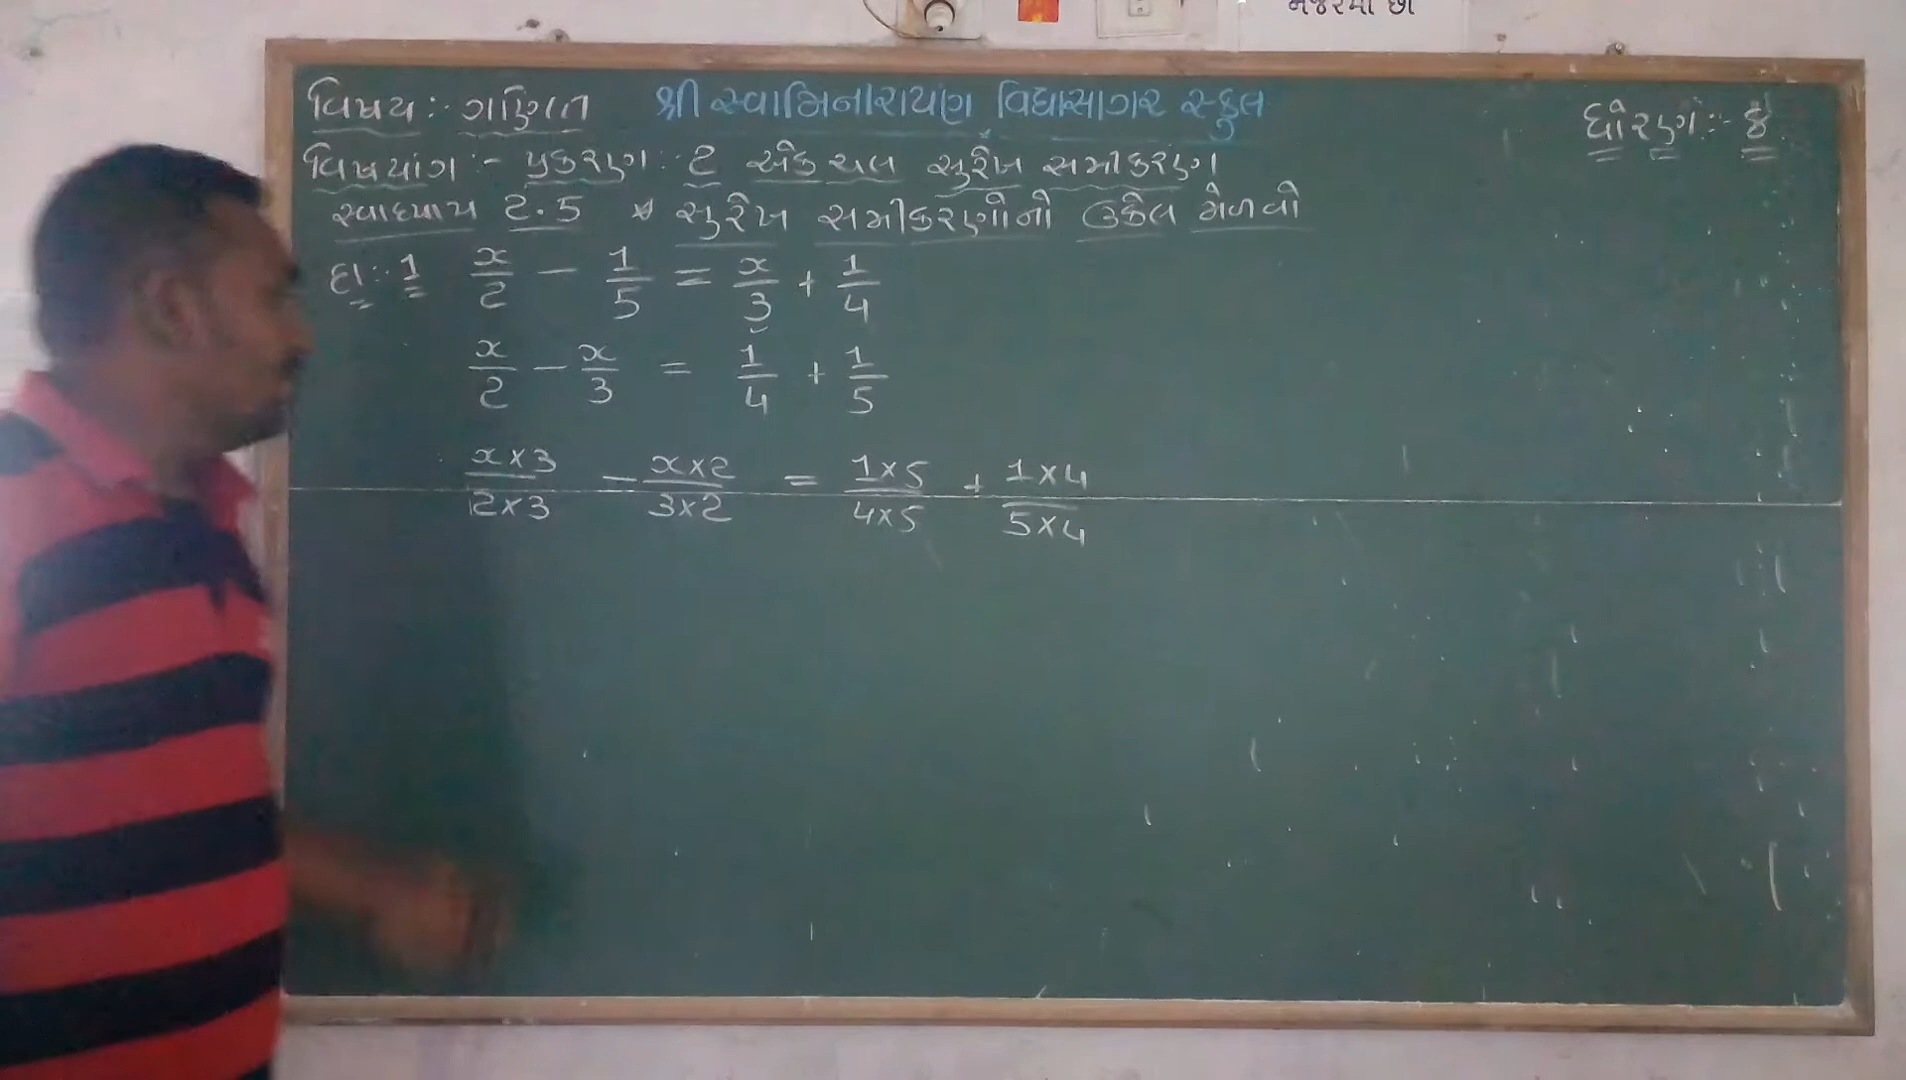 નજરમાં છો
વિષય :- ગણિત શ્રી સ્વામિનારાયણ વિદ્યાસાગર સ્કુલ ધોરણ :- ૪
વિષયાંગ :- પ્રકરણ : 2 એક ચલ સુરેખ સમીકરણ
સ્વાધ્યાય 2.5 * સુરેખ સમીકરણોનો ઉકેલ મેળવો
દા :- 1 x/2 - 1/5 = x/3 + 1/4
x/2 - x/3 = 1/4 + 1/5
x×3/2×3 - x×2/3×2 = 1×5/4×5 + 1×4/5×4